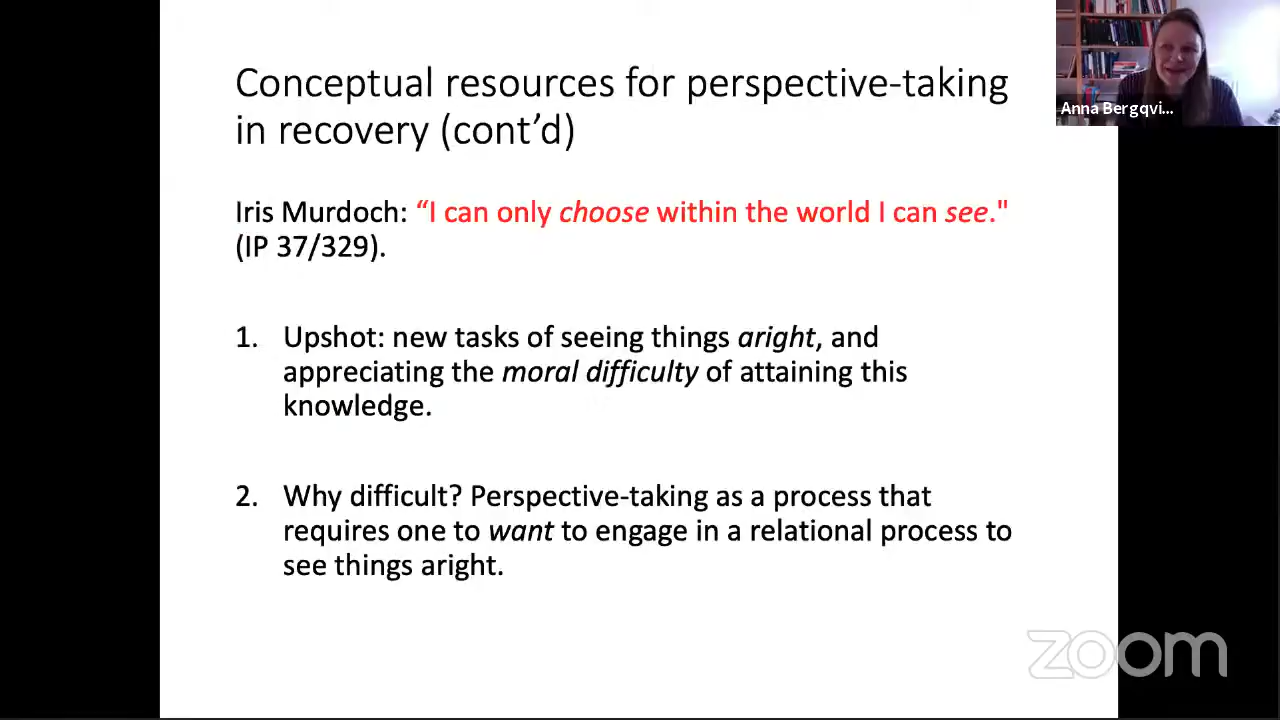 Conceptual resources for perspective-taking
in recovery (cont’d)
Anna Bergqvi...
Iris Murdoch: “I can only choose within the world I can see."
(IP 37/329).
1. Upshot: new tasks of seeing things aright, and
appreciating the moral difficulty of attaining this
knowledge.
2. Why difficult? Perspective-taking as a process that
requires one to want to engage in a relational process to
see things aright.
zoom